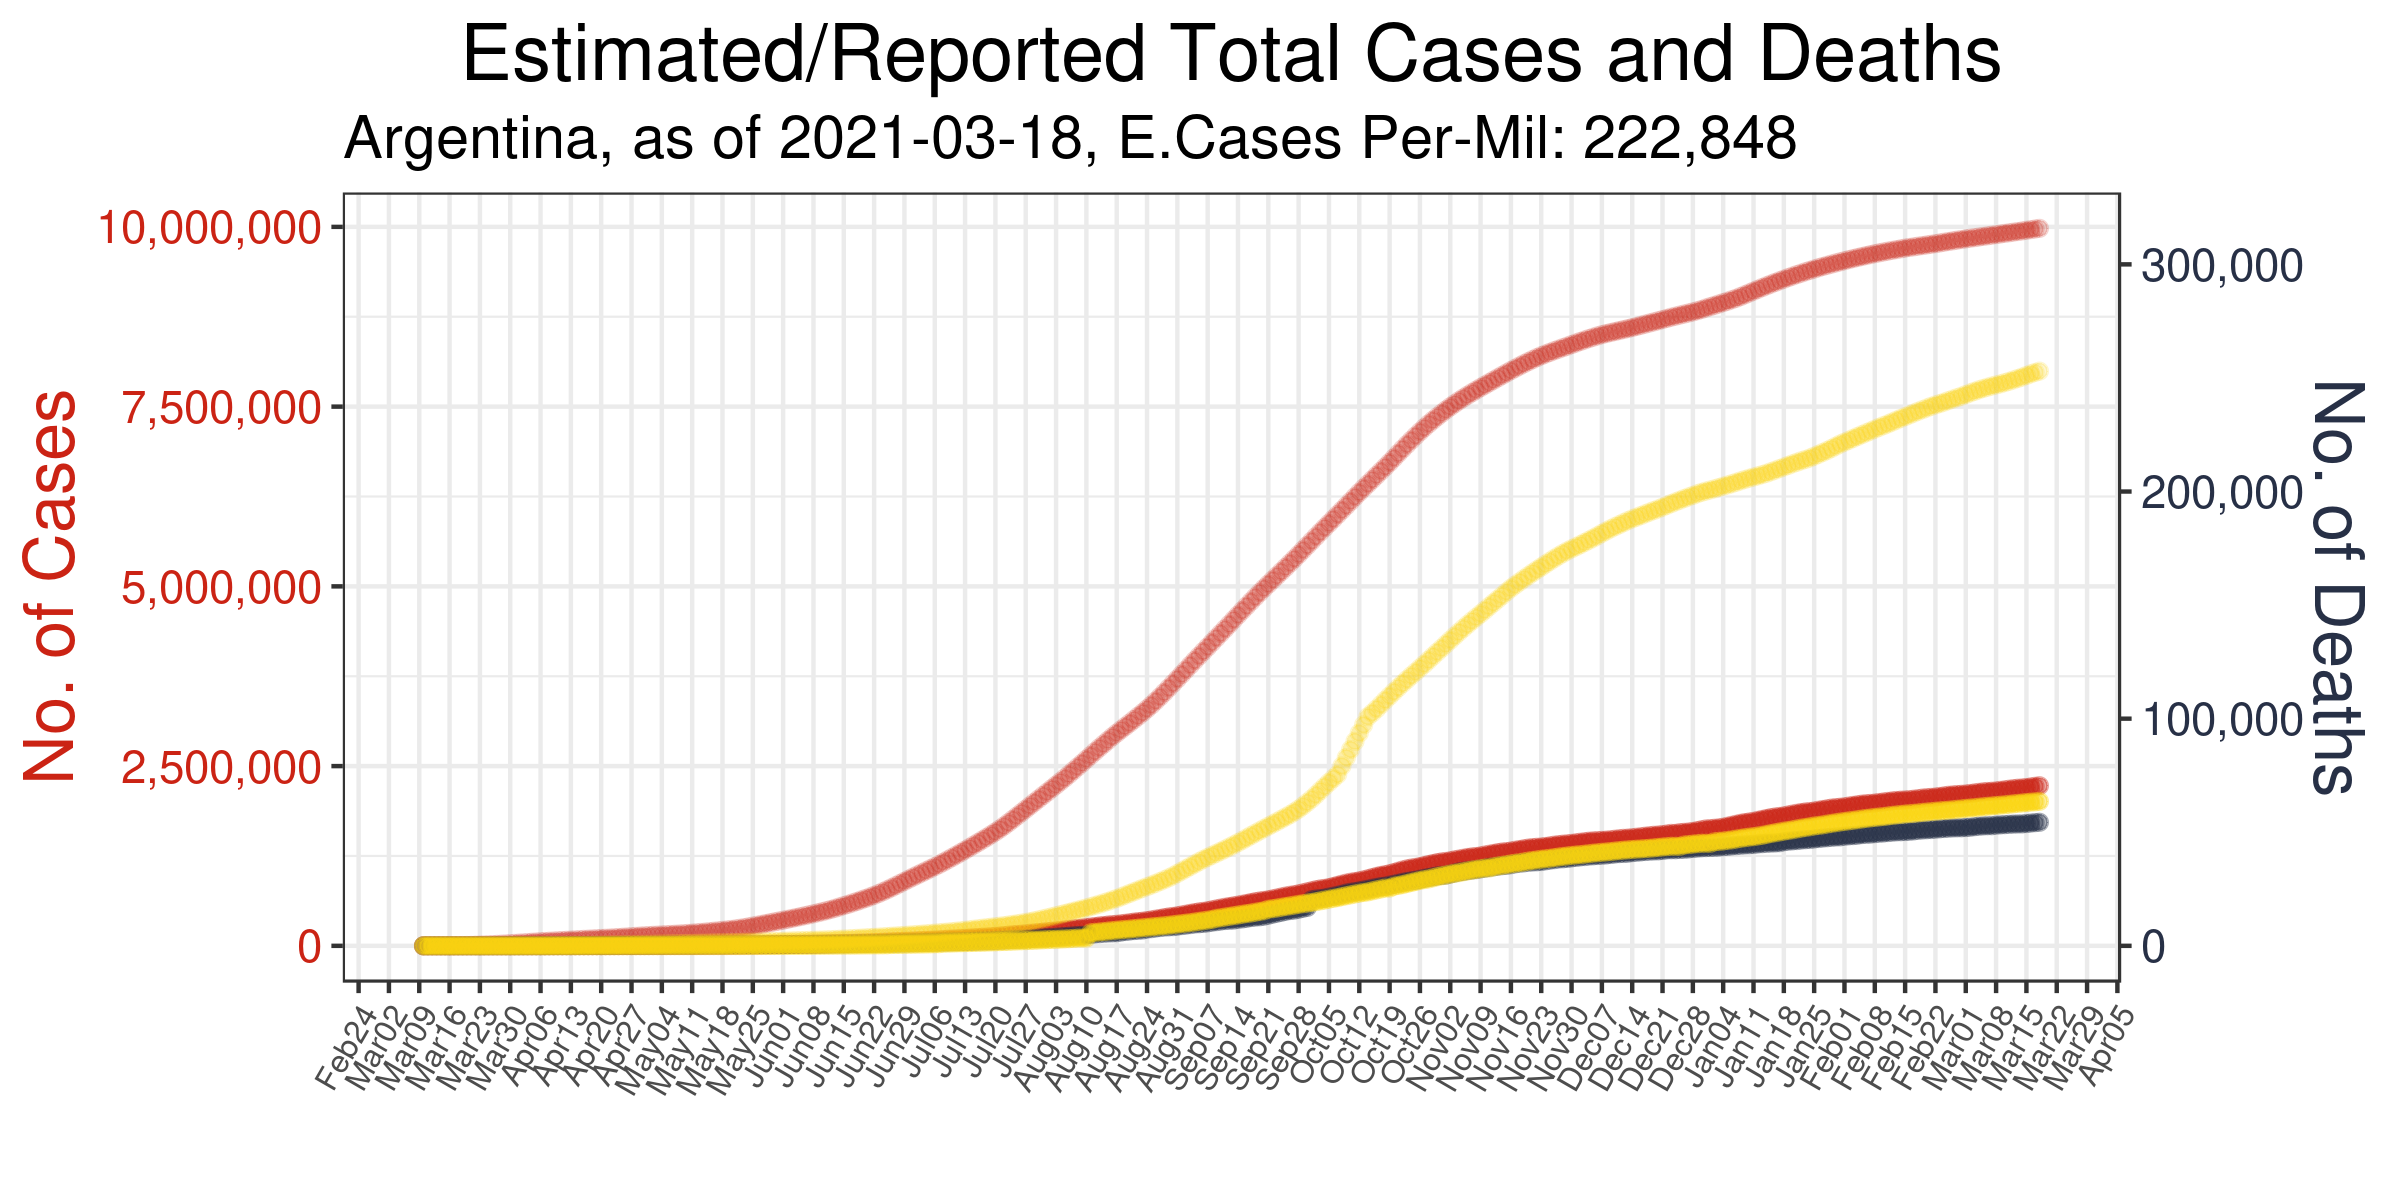 Estimated/Reported Total Cases and Deaths
Argentina, as of 2021-03-18, E.Cases Per-Mil: 222,848
No. of Cases
10,000,000
7,500,000
5,000,000
2,500,000
0
300,000
200,000
100,000
0
No. of Deaths
Feb24
Mar02
Mar09
Mar16
Mar23
Mar30
Apr06
Apr13
Apr20
Apr27
May04
May11
May18
May25
Jun01
Jun08
Jun15
Jun22
Jun29
Jul06
Jul13
Jul20
Jul27
Aug03
Aug10
Aug17
Aug24
Aug31
Sep07
Sep14
Sep21
Sep28
Oct05
Oct12
Oct19
Oct26
Nov02
Nov09
Nov16
Nov23
Nov30
Dec07
Dec14
Dec21
Dec28
Dec04
Jan11
Jan18
Jan25
Feb01
Feb08
Feb15
Feb22
Mar01
Mar08
Mar15
Mar22
Mar29
Apr05